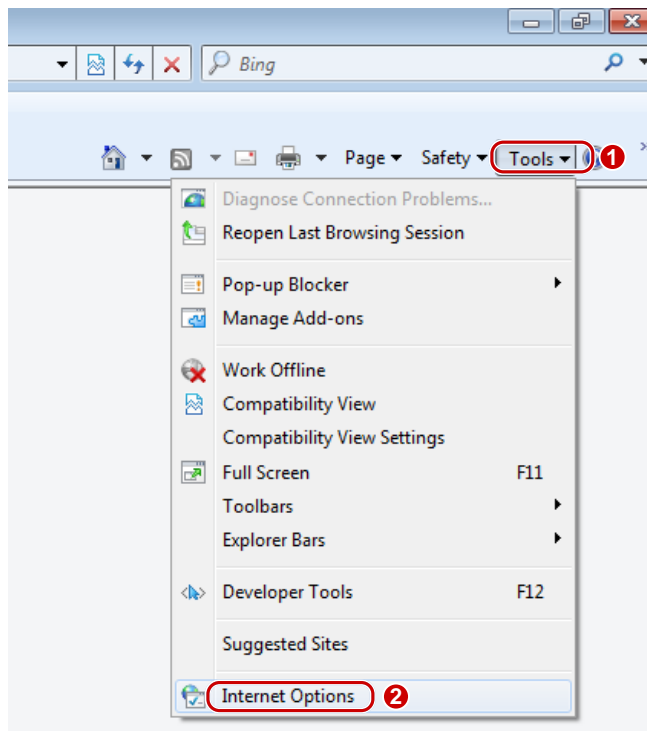 Bing
Page Safety Tools 1
Diagnose Connection Problems...
Reopen Last Browsing Session
Pop-up Blocker
Manage Add-ons
Work Offline
Compatibility View
Compatibility View Settings
Full Screen F11
Toolbars
Explorer Bars
Developer Tools F12
Suggested Sites
Internet Options 2